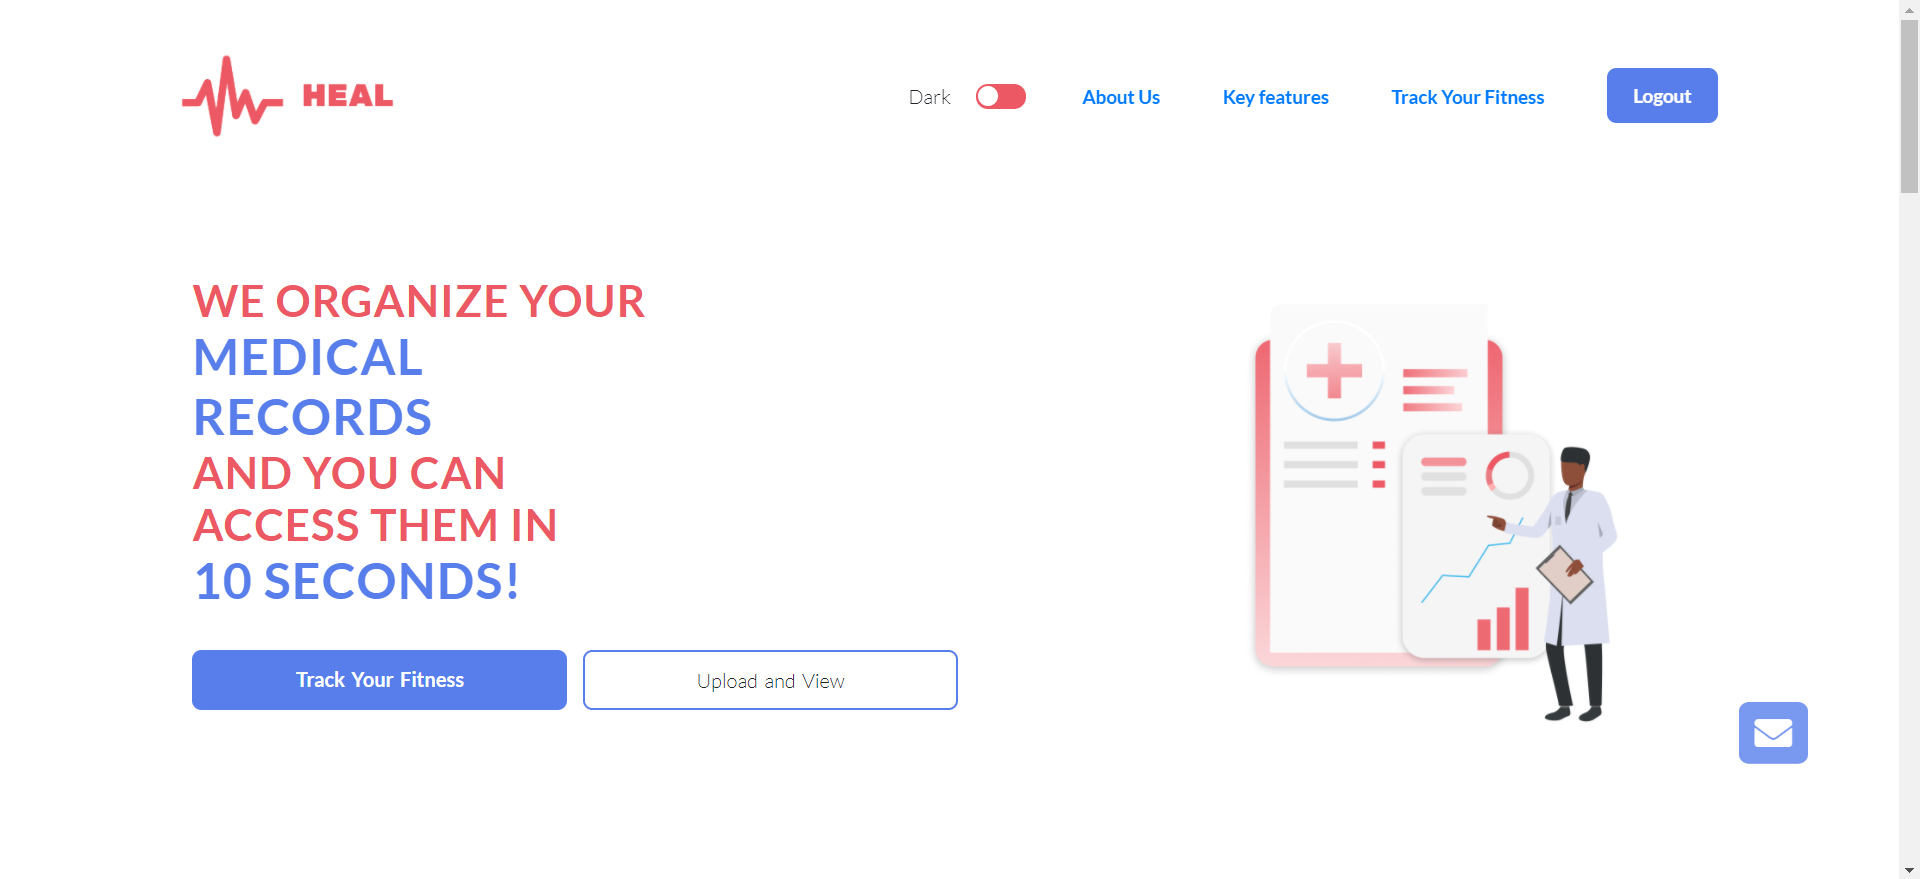 HEAL
Dark
About Us
Key features
Track Your Fitness
Logout
WE ORGANIZE YOUR
MEDICAL
RECORDS
AND YOU CAN
ACCESS THEM IN
10 SECONDS!
Track Your Fitness
Upload and View